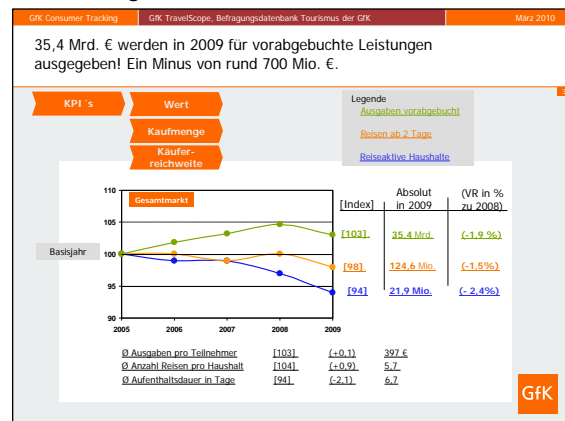 GfK Consumer Tracking
GfK TravelScope, Befragungsdatenbank Tourismus der GfK
März 2010
35,4 Mrd. € werden in 2009 für vorabgebuchte Leistungen
ausgegeben! Ein Minus von rund 700 Mio. €.
KPI ´s
Wert
Kaufmenge
Käufer-
reichweite
Legende
Ausgaben vorabgebucht
Reisen ab 2 Tage
Reiseaktive Haushalte
Gesamtmarkt
Basisjahr
110
105
100
95
90
2005 2006 2007 2008 2009
[Index] Absolut in 2009 (VR in % zu 2008)
[103] 35,4 Mrd. (-1,9 %)
[98] 124,6 Mio. (-1,5%)
[94] 21,9 Mio. (- 2,4%)
Ø Ausgaben pro Teilnehmer [103] (+0,1) 397 €
Ø Anzahl Reisen pro Haushalt [104] (+0,9) 5,7
Ø Aufenthaltsdauer in Tage [94] (-2,1) 6,7
GfK